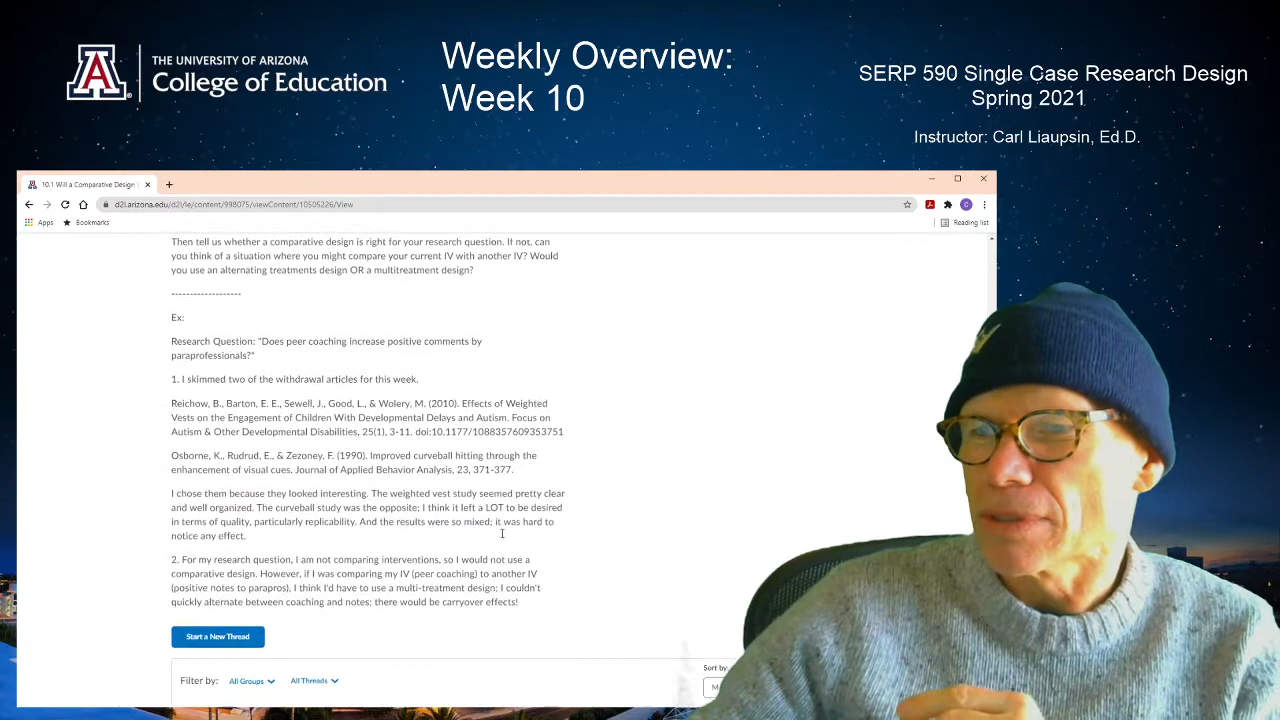 THE UNIVERSITY OF ARIZONA
College of Education
Weekly Overview:
Week 10
SERP 590 Single Case Research Design
Spring 2021
Instructor: Carl Liaupsin, Ed.D.
10.1 Will a Comparative Design
d2l.arizona.edu/d2l/le/content/998075/viewContent/10505226/View
Apps
Bookmarks
Reading list
Then tell us whether a comparative design is right for your research question. If not, can
you think of a situation where you might compare your current IV with another IV? Would
you use an alternating treatments design OR a multitreatment design?
-------------------
Ex:
Research Question: "Does peer coaching increase positive comments by
paraprofessionals?"
1. I skimmed two of the withdrawal articles for this week.
Reichow, B., Barton, E. E., Sewell, J., Good, L., & Wolery, M. (2010). Effects of Weighted
Vests on the Engagement of Children With Developmental Delays and Autism. Focus on
Autism & Other Developmental Disabilities, 25(1), 3-11. doi:10.1177/1088357609353751
Osborne, K., Rudrud, E., & Zezoney, F. (1990). Improved curveball hitting through the
enhancement of visual cues. Journal of Applied Behavior Analysis, 23, 371-377.
I chose them because they looked interesting. The weighted vest study seemed pretty clear
and well organized. The curveball study was the opposite; I think it left a LOT to be desired
in terms of quality, particularly replicability. And the results were so mixed; it was hard to
notice any effect.
2. For my research question, I am not comparing interventions, so I would not use a
comparative design. However, if I was comparing my IV (peer coaching) to another IV
(positive notes to parapros), I think I'd have to use a multi-treatment design; I couldn't
quickly alternate between coaching and notes; there would be carryover effects!
Start a New Thread
Filter by:
All Groups
All Threads
Sort by: